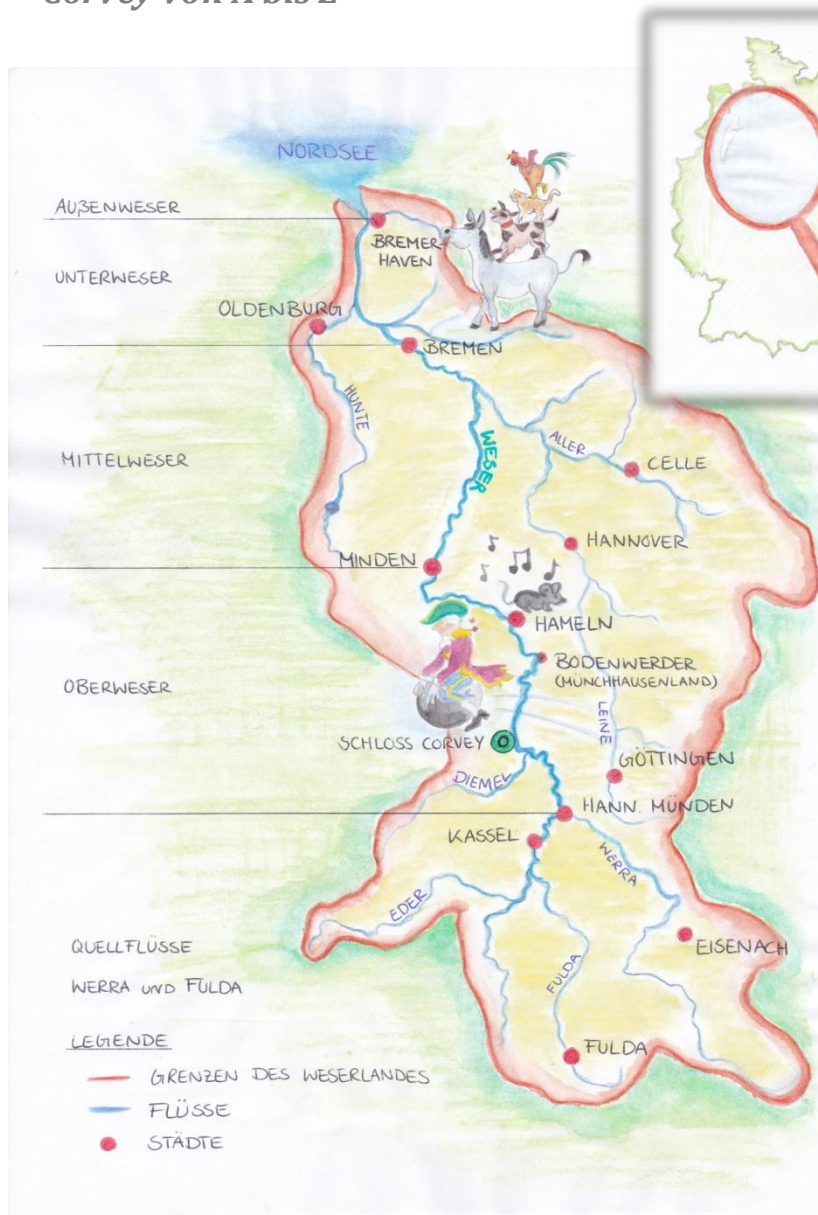 Corvey von A bis Z
NORDSEE
AUßENWESER
BREMER
HAVEN
UNTERWESER
OLDENBURG
BREMEN
HUNTE
WESER
ALLER
MITTELWESER
CELLE
HANNOVER
MINDEN
HAMELN
BODENWERDER
(MÜNCHHAUSENLAND)
OBERWESER
LEINE
SCHLOSS CORVEY
GÖTTINGEN
DIEMEL
HANN. MÜNDEN
KASSEL
WERRA
EDER
EISENACH
QUELLFLÜSSE
WERRA UND FULDA
FULDA
FULDA
LEGENDE
GRENZEN DES WESERLANDES
FLÜSSE
STÄDTE